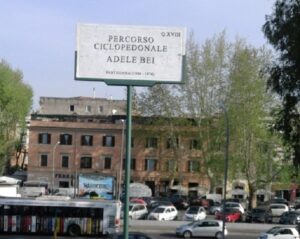 Q. XVIII
PERCORSO
CICLOPEDONALE
ADELE BEI